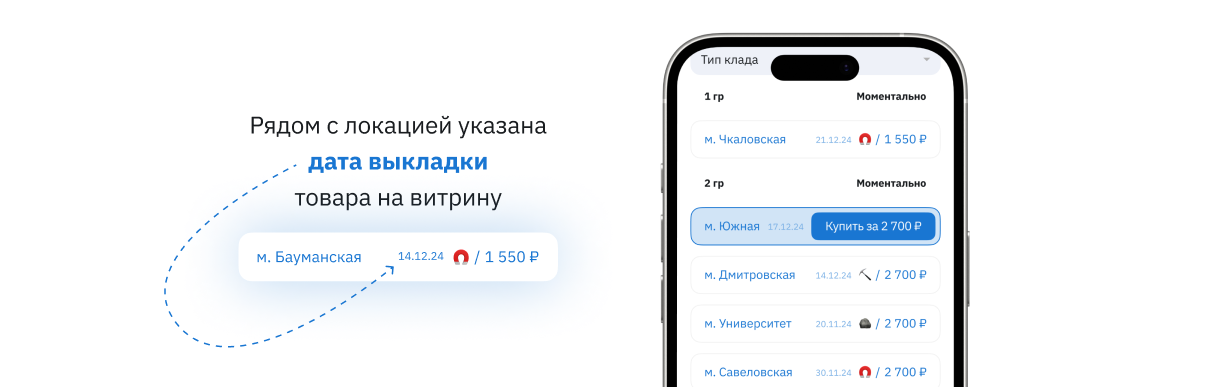 Рядом с локацией указана
дата выкладки
товара на витрину
м. Бауманская 14.12.24 / 1 550 ₽
Тип клада
1 гр Моментально
м. Чкаловская 21.12.24 / 1 550 ₽
2 гр Моментально
м. Южная 17.12.24 Купить за 2 700 ₽
м. Дмитровская 14.12.24 / 2 700 ₽
м. Университет 20.11.24 / 2 700 ₽
м. Савеловская 30.11.24 / 2 700 ₽